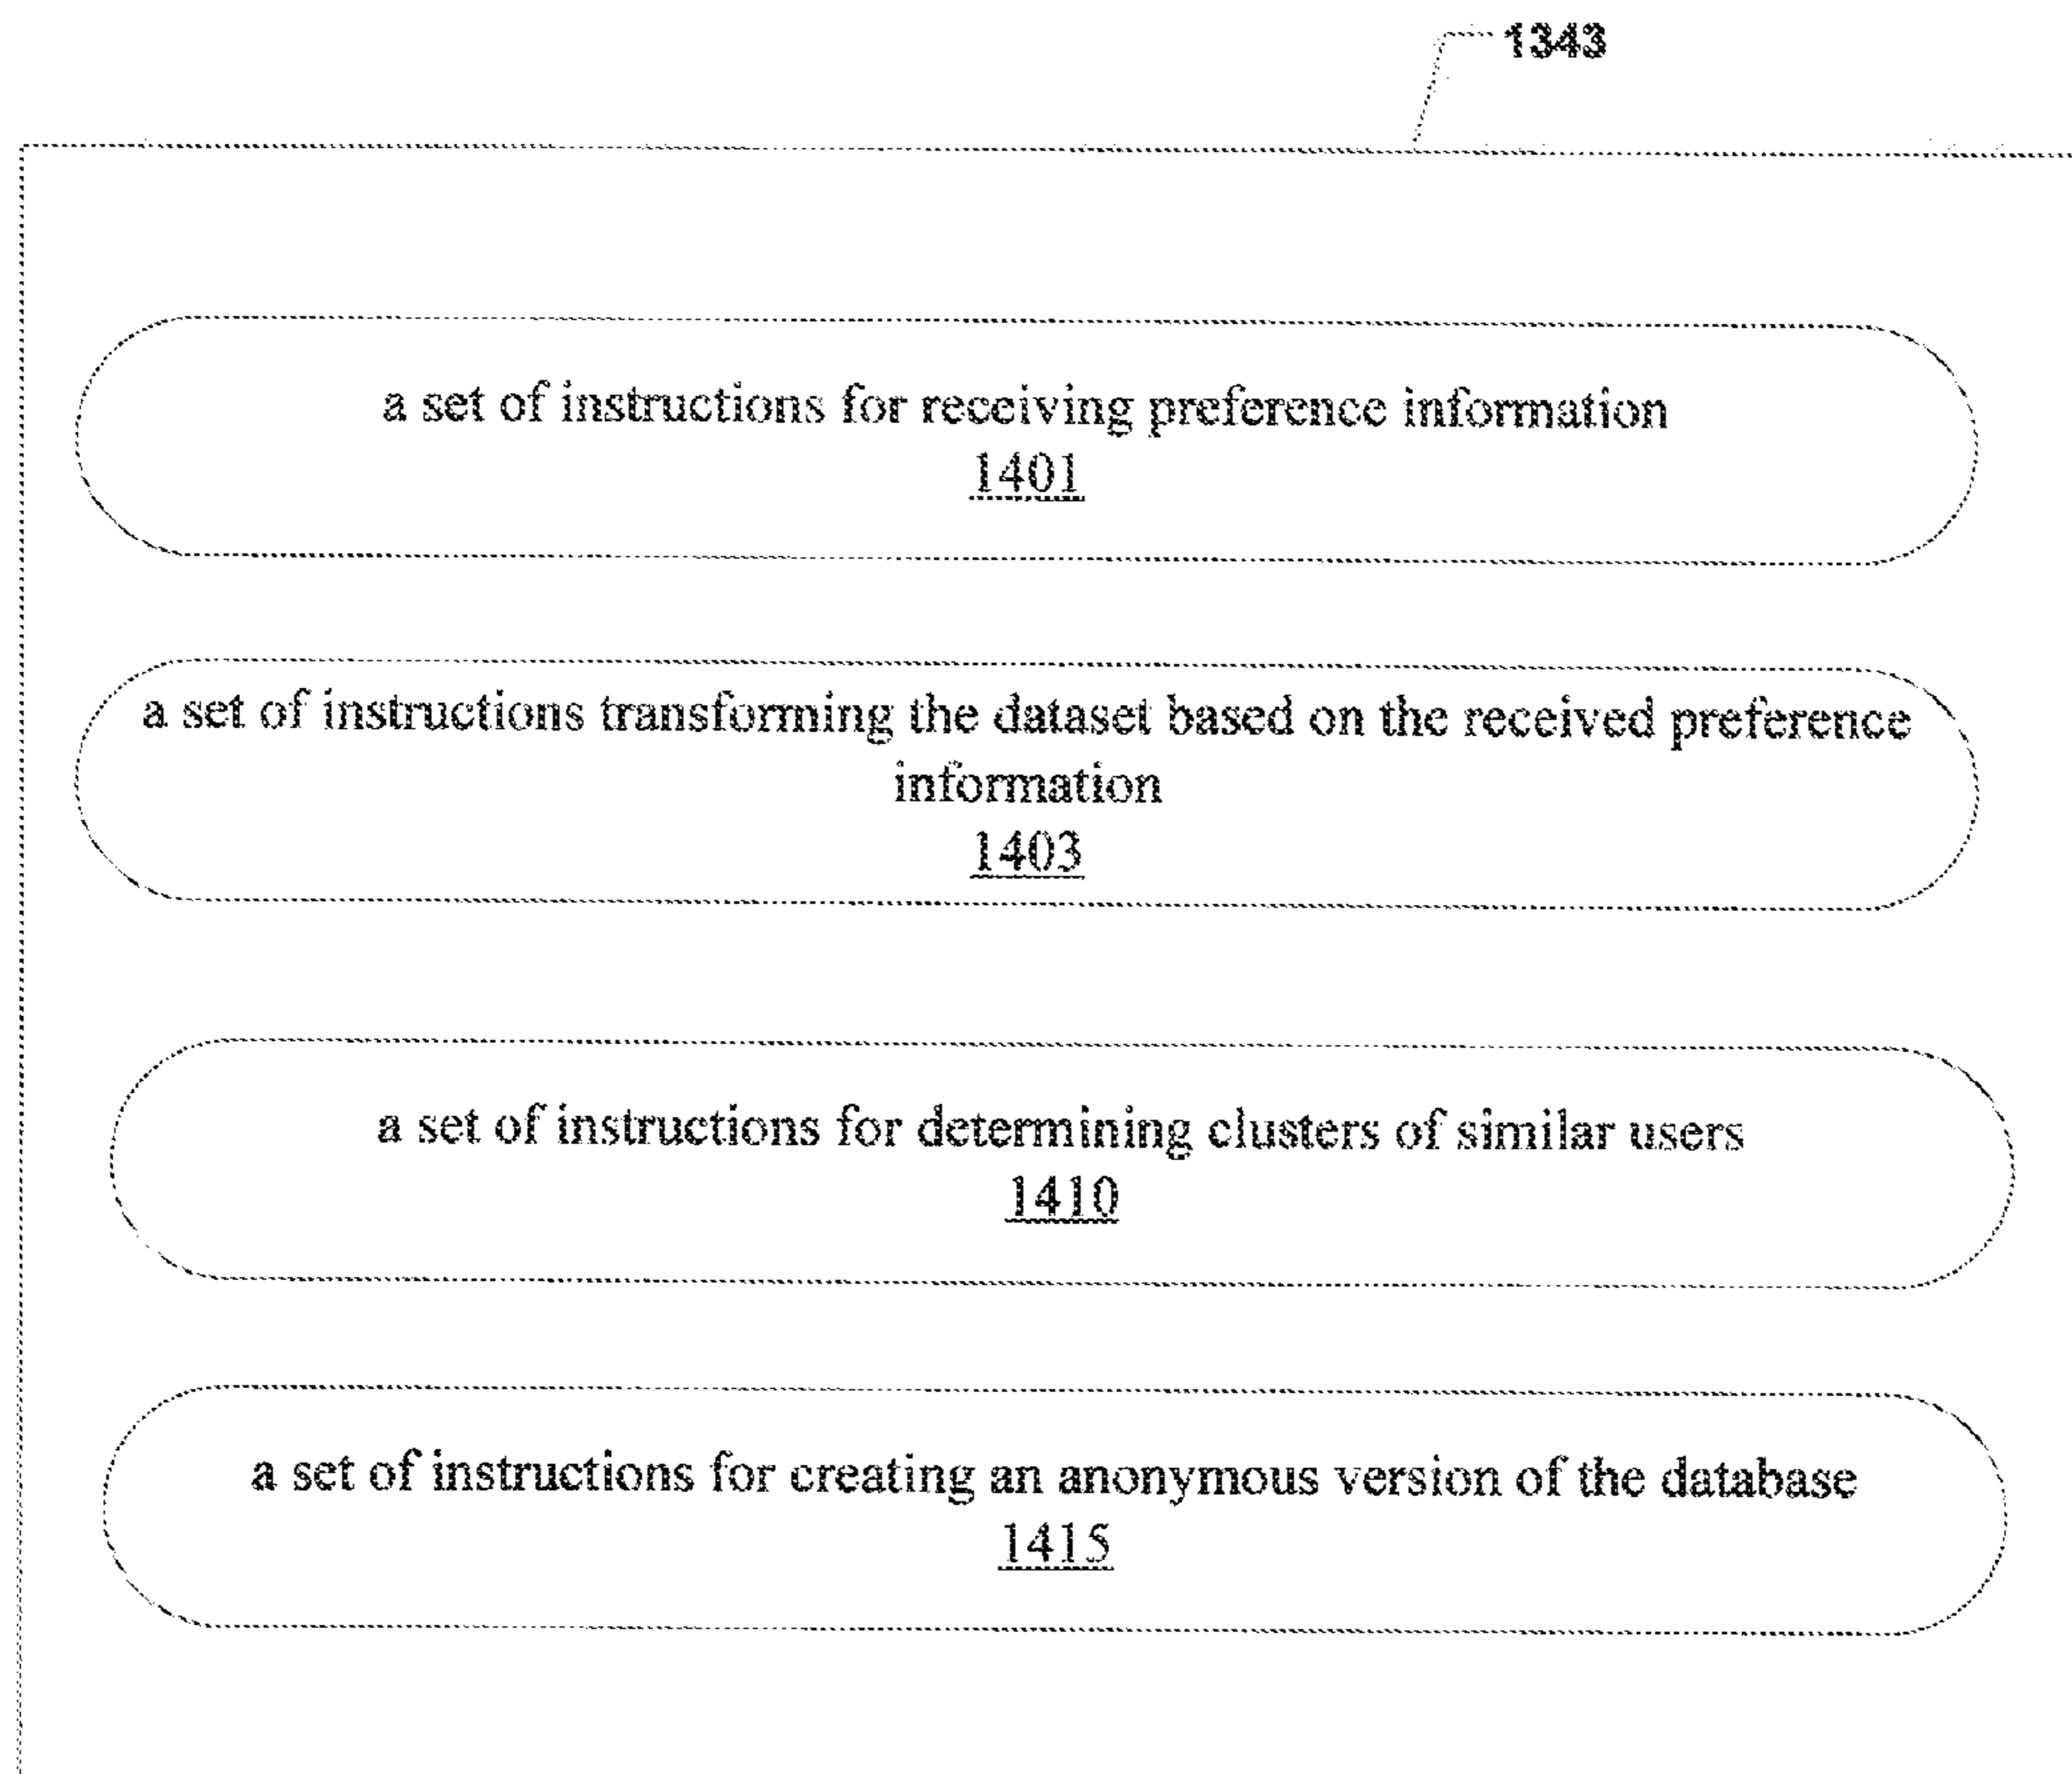 1343
a set of instructions for receiving preference information
1401
a set of instructions transforming the dataset based on the received preference
information
1403
a set of instructions for determining clusters of similar users
1410
a set of instructions for creating an anonymous version of the database
1415